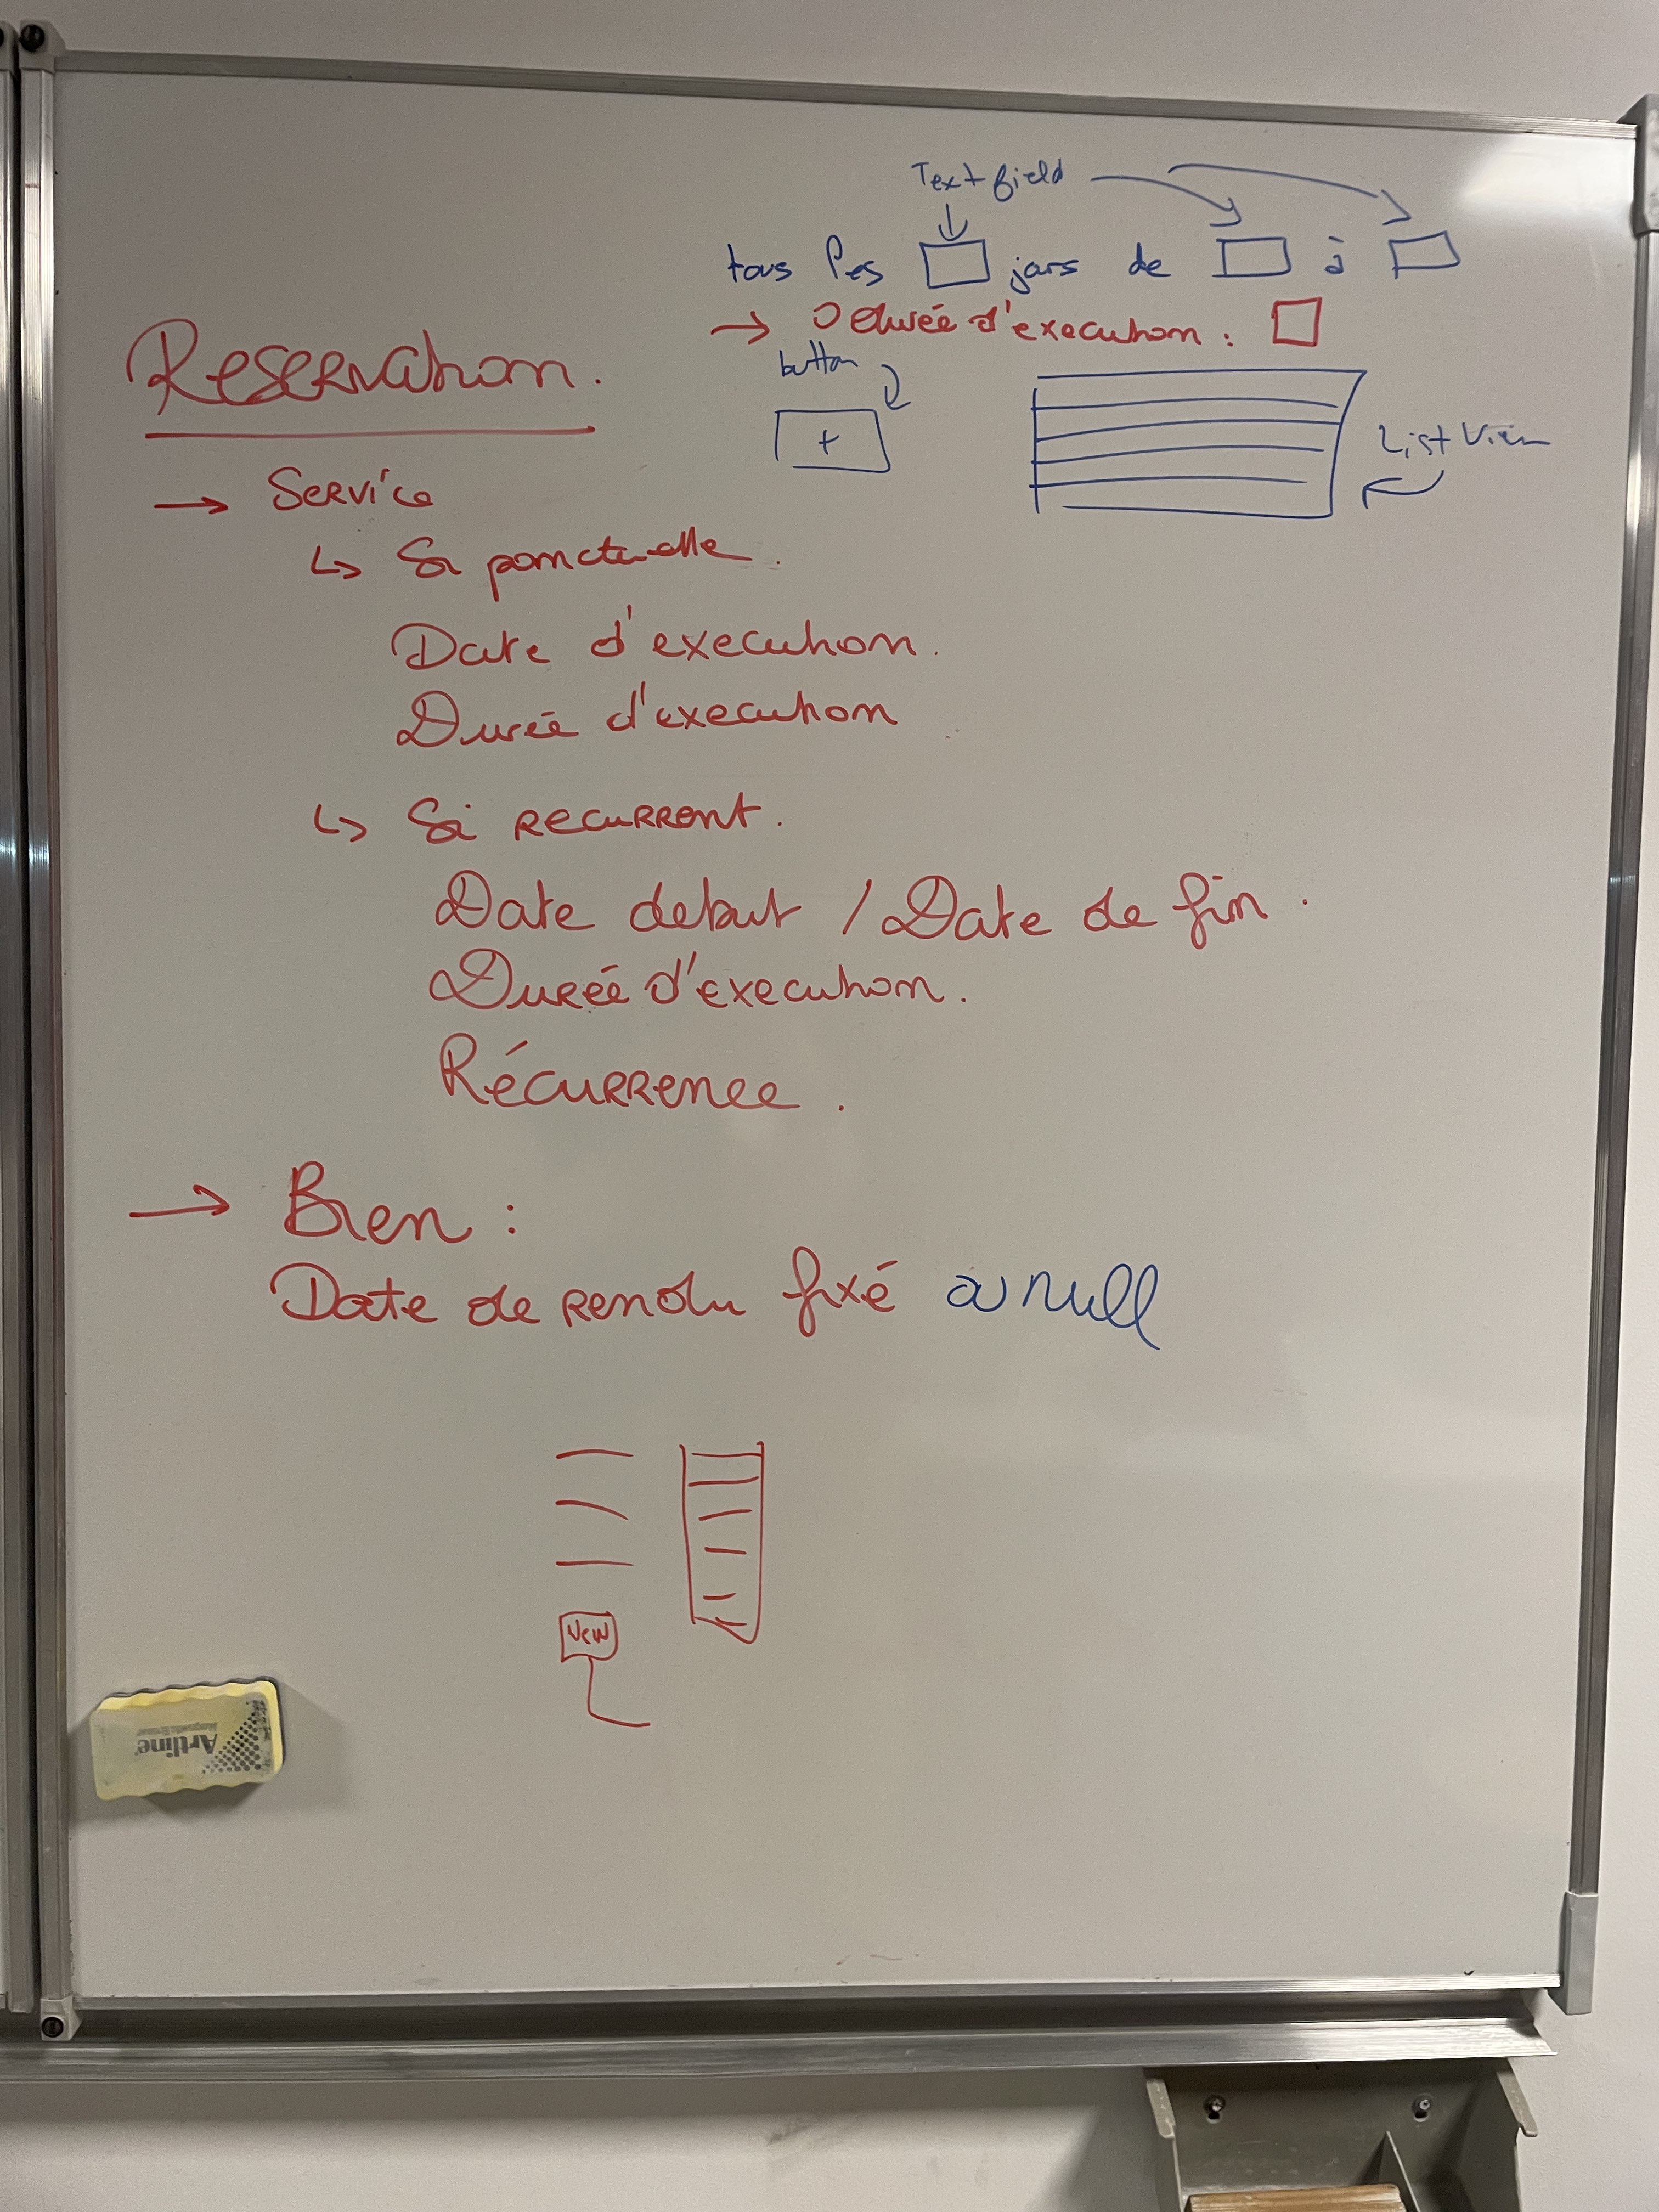 Text field
tous les jours de à
→ durée d'execution :
button
+
List View
Reservation.
→ Service
↳ Si ponctuelle.
Date d'execution.
Durée d'execution
↳ Si recurrent.
Date debut / Date de fin.
Durée d'execution.
Récurrence.
→ Bien :
Date de rendu fixé ou null
Artline